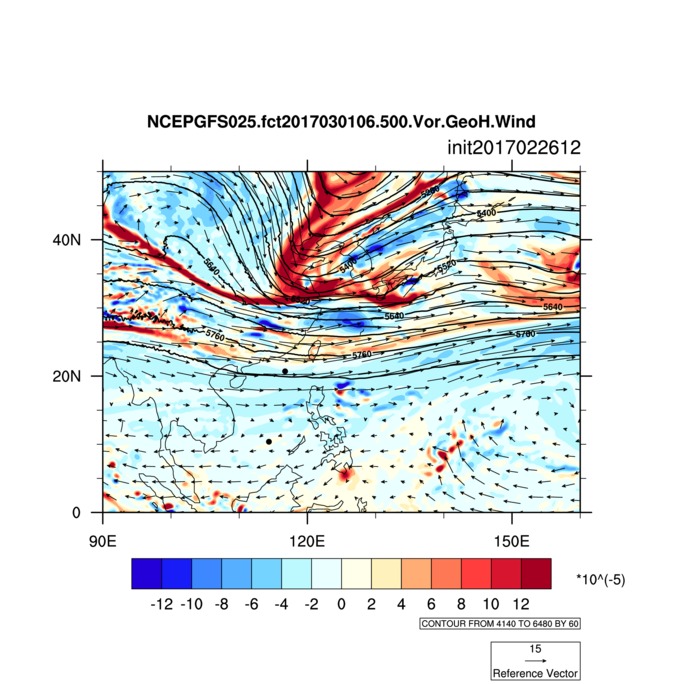 NCEPGFS025.fct2017030106.500.Vor.GeoH.Wind
init2017022612
5280
5400
40N
5640
5400
5520
5640
5640
5760
5760
5760
20N
0
90E 120E 150E
-12 -10 -8 -6 -4 -2 0 2 4 6 8 10 12
*10^(-5)
CONTOUR FROM 4140 TO 6480 BY 60
15
Reference Vector